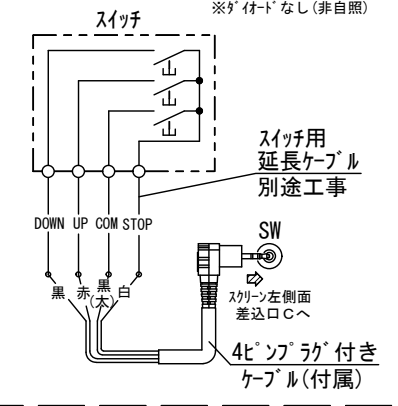 ※ﾀﾞｲｵｰﾄﾞなし(非自照)
スイッチ
スイッチ用
延長ケーブル
別途工事
DOWN UP COM STOP
SW
黒 赤 黒(太) 白
スクリーン左側面
差込口Cへ
4ピンプラグ付き
ケーブル(付属)